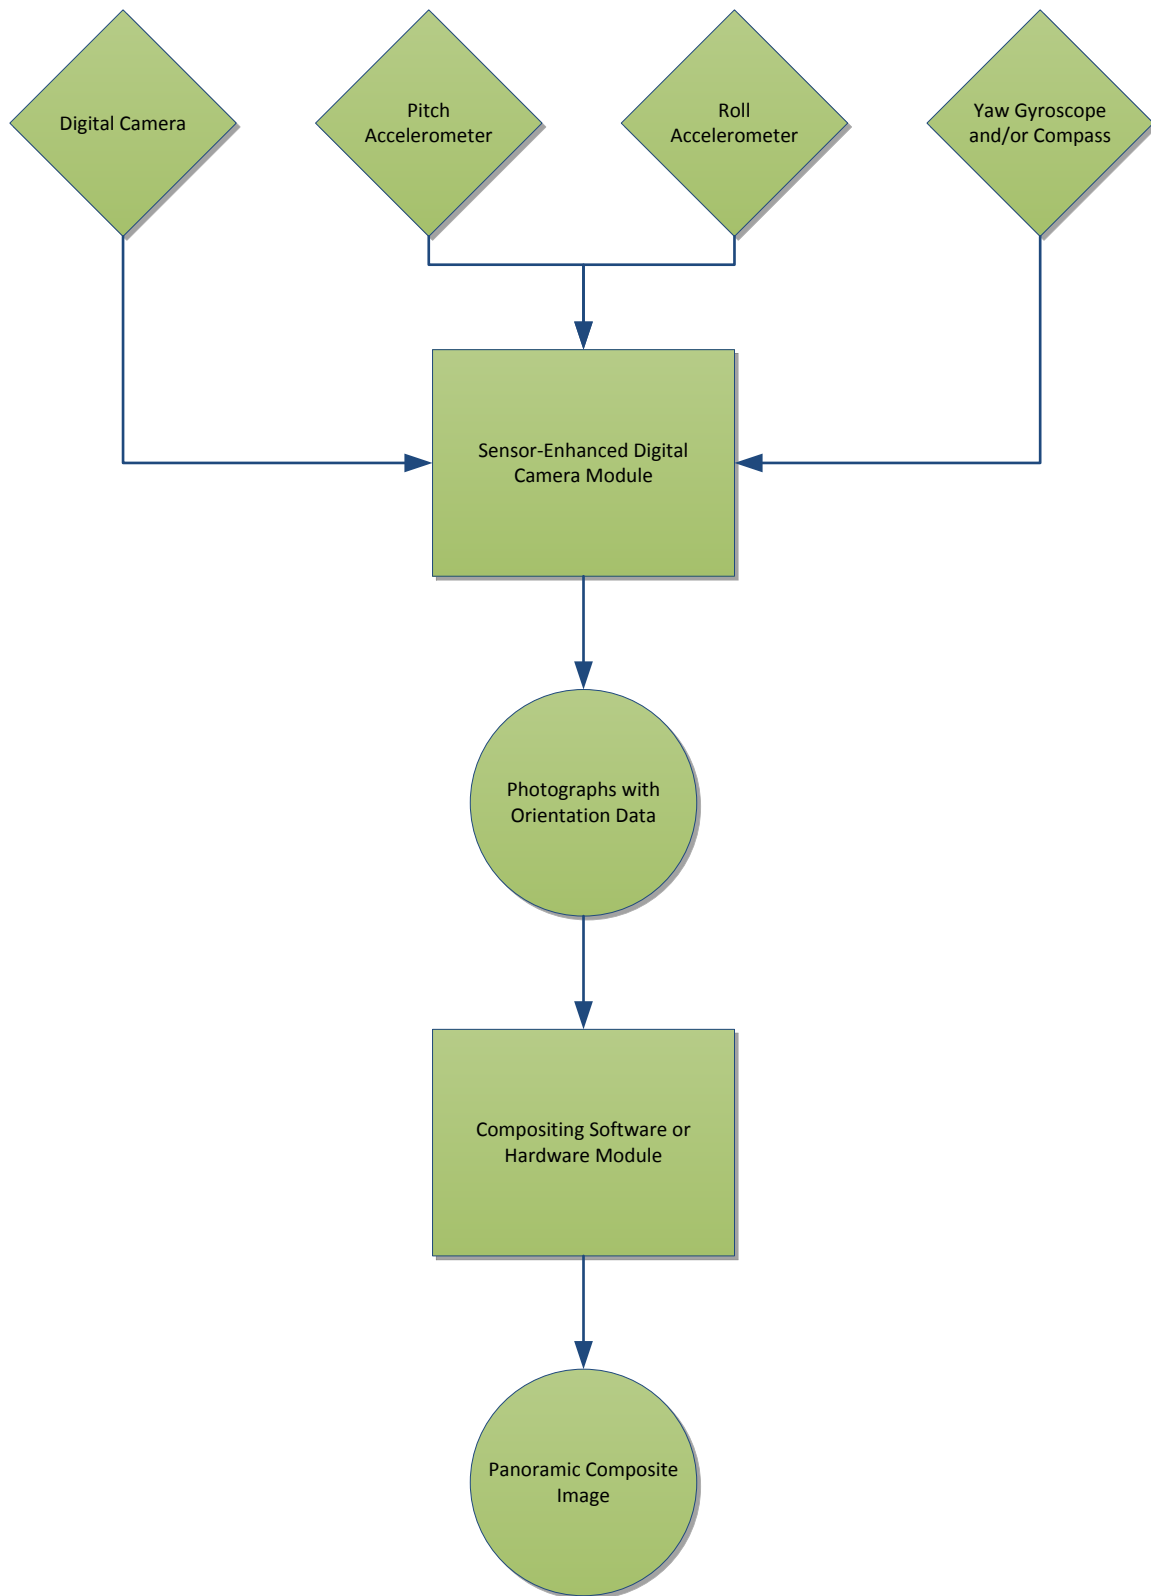 Digital Camera
Pitch
Accelerometer
Roll
Accelerometer
Yaw Gyroscope
and/or Compass
Sensor-Enhanced Digital
Camera Module
Photographs with
Orientation Data
Compositing Software or
Hardware Module
Panoramic Composite
Image